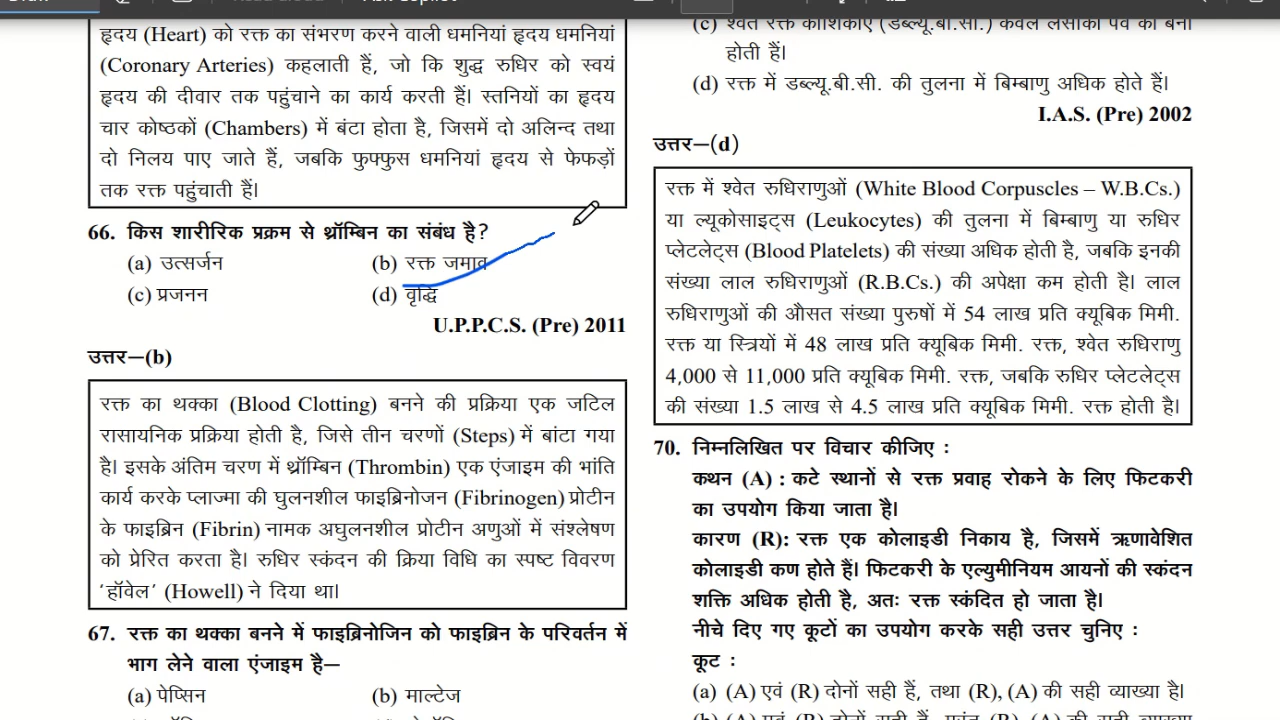 हृदय (Heart) को रक्त का संभरण करने वाली धमनियां हृदय धमनियां
(Coronary Arteries) कहलाती हैं, जो कि शुद्ध रुधिर को स्वयं
हृदय की दीवार तक पहुंचाने का कार्य करती हैं। स्तनियों का हृदय
चार कोष्ठकों (Chambers) में बंटा होता है, जिसमें दो अलिन्द तथा
दो निलय पाए जाते हैं, जबकि फुफ्फुस धमनियां हृदय से फेफड़ों
तक रक्त पहुंचाती हैं।
66. किस शारीरिक प्रक्रम से थ्रॉम्बिन का संबंध है?
(a) उत्सर्जन (b) रक्त जमाव
(c) प्रजनन (d) वृद्धि
U.P.P.C.S. (Pre) 2011
उत्तर—(b)
रक्त का थक्का (Blood Clotting) बनने की प्रक्रिया एक जटिल
रासायनिक प्रक्रिया होती है, जिसे तीन चरणों (Steps) में बांटा गया
है। इसके अंतिम चरण में थ्रॉम्बिन (Thrombin) एक एंजाइम की भांति
कार्य करके प्लाज्मा की घुलनशील फाइब्रिनोजन (Fibrinogen) प्रोटीन
के फाइब्रिन (Fibrin) नामक अघुलनशील प्रोटीन अणुओं में संश्लेषण
को प्रेरित करता है। रुधिर स्कंदन की क्रिया विधि का स्पष्ट विवरण
'हॉवेल' (Howell) ने दिया था।
67. रक्त का थक्का बनने में फाइब्रिनोजिन को फाइब्रिन के परिवर्तन में
भाग लेने वाला एंजाइम है—
(a) पेप्सिन (b) माल्टेज
(c) श्वेत रक्त कोशिकाएं (डब्ल्यू.बी.सी.) केवल लसीका पर्व की बनी
होती हैं।
(d) रक्त में डब्ल्यू.बी.सी. की तुलना में बिम्बाणु अधिक होते हैं।
I.A.S. (Pre) 2002
उत्तर—(d)
रक्त में श्वेत रुधिराणुओं (White Blood Corpuscles – W.B.Cs.)
या ल्यूकोसाइट्स (Leukocytes) की तुलना में बिम्बाणु या रुधिर
प्लेटलेट्स (Blood Platelets) की संख्या अधिक होती है, जबकि इनकी
संख्या लाल रुधिराणुओं (R.B.Cs.) की अपेक्षा कम होती है। लाल
रुधिराणुओं की औसत संख्या पुरुषों में 54 लाख प्रति क्यूबिक मिमी.
रक्त या स्त्रियों में 48 लाख प्रति क्यूबिक मिमी. रक्त, श्वेत रुधिराणु
4,000 से 11,000 प्रति क्यूबिक मिमी. रक्त, जबकि रुधिर प्लेटलेट्स
की संख्या 1.5 लाख से 4.5 लाख प्रति क्यूबिक मिमी. रक्त होती है।
70. निम्नलिखित पर विचार कीजिए :
कथन (A) : कटे स्थानों से रक्त प्रवाह रोकने के लिए फिटकरी
का उपयोग किया जाता है।
कारण (R): रक्त एक कोलाइडी निकाय है, जिसमें ऋणावेशित
कोलाइडी कण होते हैं। फिटकरी के एल्युमीनियम आयनों की स्कंदन
शक्ति अधिक होती है, अतः रक्त स्कंदित हो जाता है।
नीचे दिए गए कूटों का उपयोग करके सही उत्तर चुनिए :
कूट :
(a) (A) एवं (R) दोनों सही हैं, तथा (R), (A) की सही व्याख्या है।